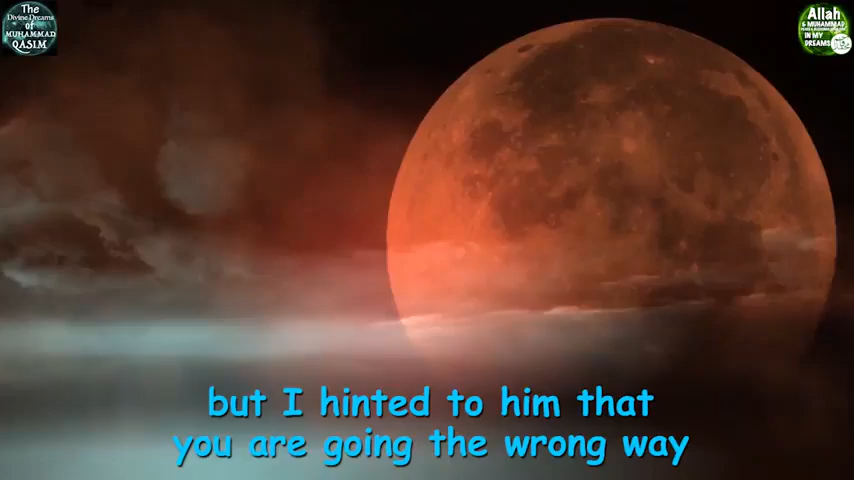 The
Divine Dreams
of
MUHAMMAD
QASIM
Allah
& MUHAMMAD
IN MY
DREAMS
but I hinted to him that
you are going the wrong way